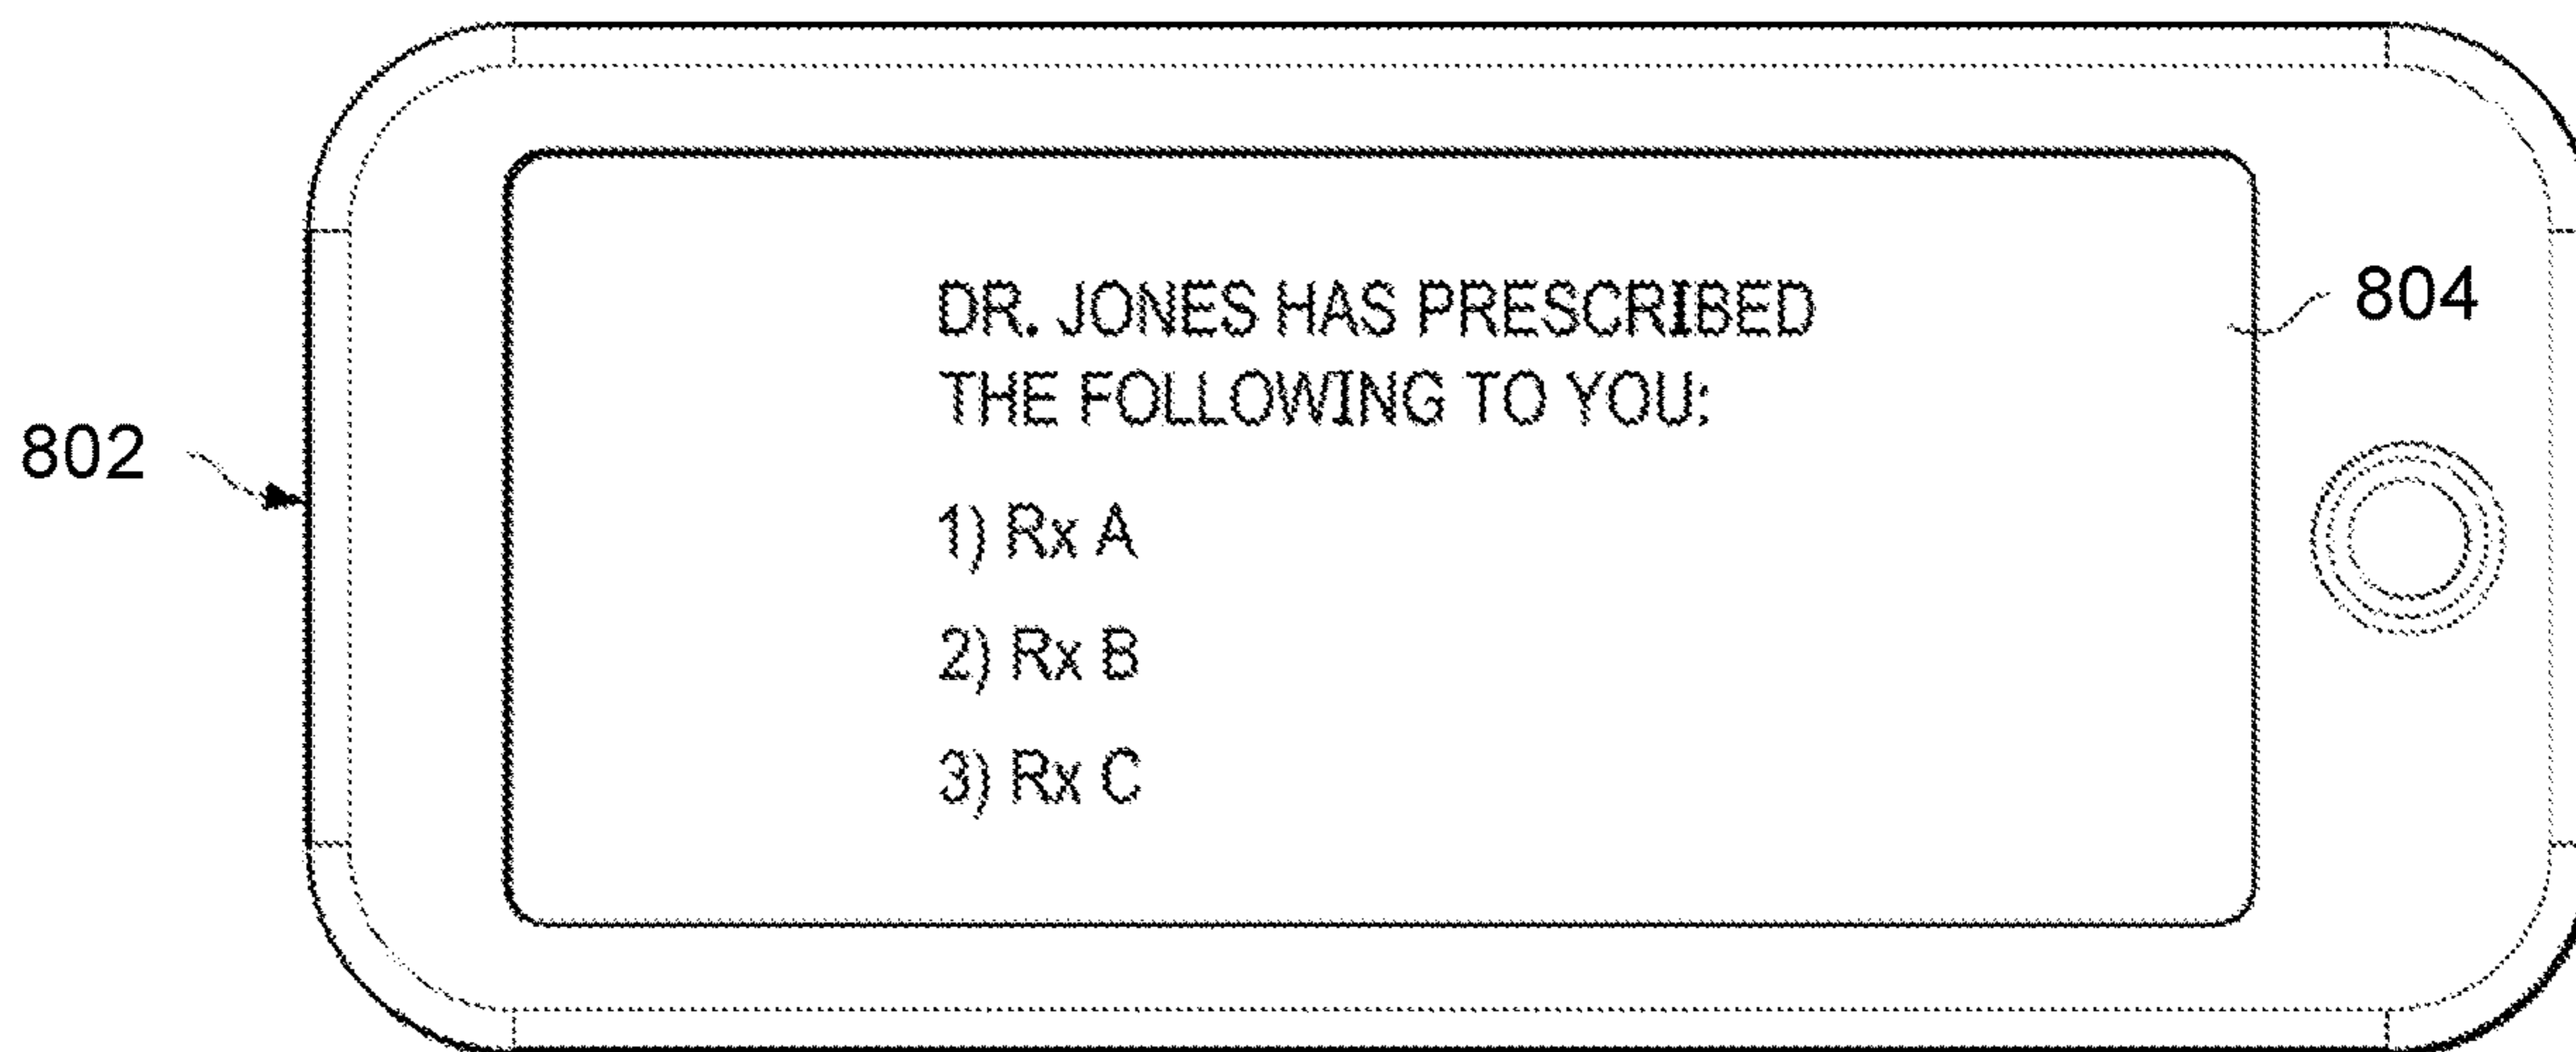 DR. JONES HAS PRESCRIBED
THE FOLLOWING TO YOU:
1) Rx A
2) Rx B
3) Rx C
802
804